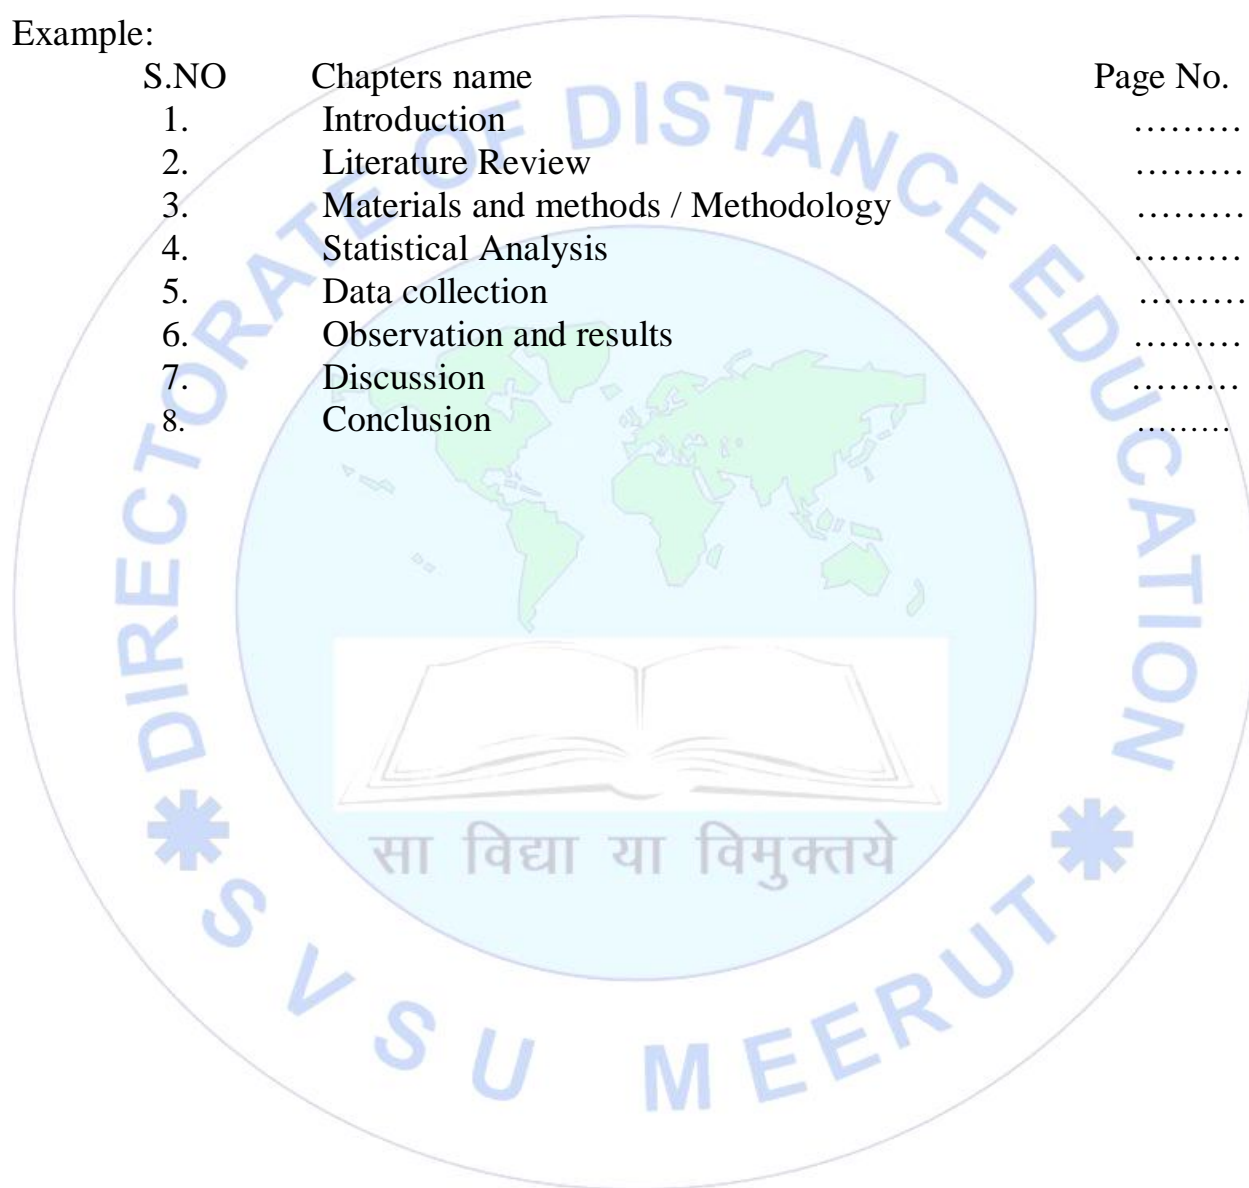 Example:
S.NO Chapters name Page No.
1. Introduction ………
2. Literature Review ………
3. Materials and methods / Methodology ………
4. Statistical Analysis ………
5. Data collection ………
6. Observation and results ………
7. Discussion ………
8. Conclusion ………
DIRECTORATE OF DISTANCE EDUCATION
सा विद्या या विमुक्तये
SVSU MEERUT